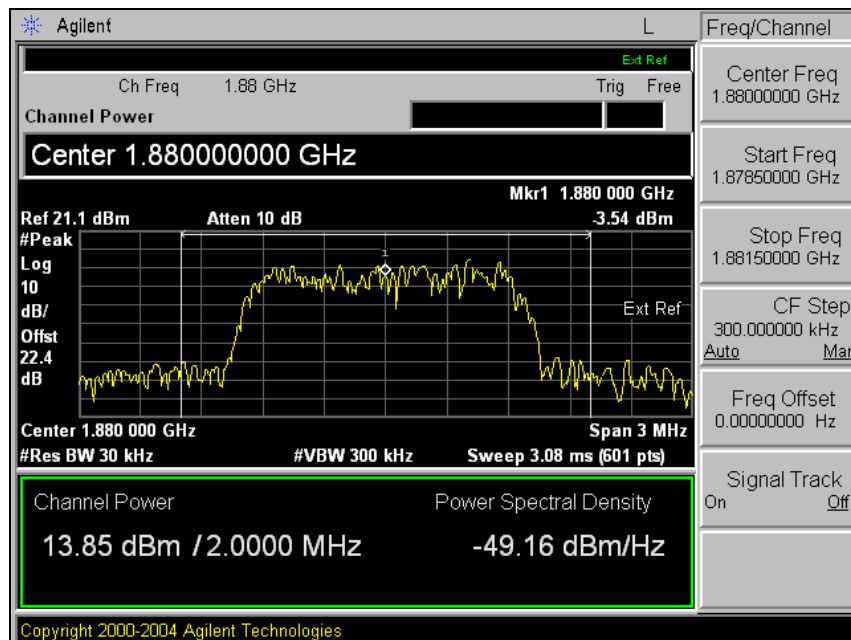 Agilent L Freq/Channel
Ext Ref
Ch Freq 1.88 GHz Trig Free
Channel Power
Center 1.880000000 GHz
Mkr1 1.880 000 GHz
Ref 21.1 dBm Atten 10 dB -3.54 dBm
#Peak
Log
10
dB/
Offst
22.4
dB
1
Ext Ref
Center 1.880 000 GHz Span 3 MHz
#Res BW 30 kHz #VBW 300 kHz Sweep 3.08 ms (601 pts)
Channel Power Power Spectral Density
13.85 dBm / 2.0000 MHz -49.16 dBm/Hz
Copyright 2000-2004 Agilent Technologies
Center Freq
1.88000000 GHz
Start Freq
1.87850000 GHz
Stop Freq
1.88150000 GHz
CF Step
300.000000 kHz
Auto Mar
Freq Offset
0.00000000 Hz
Signal Track
On Off